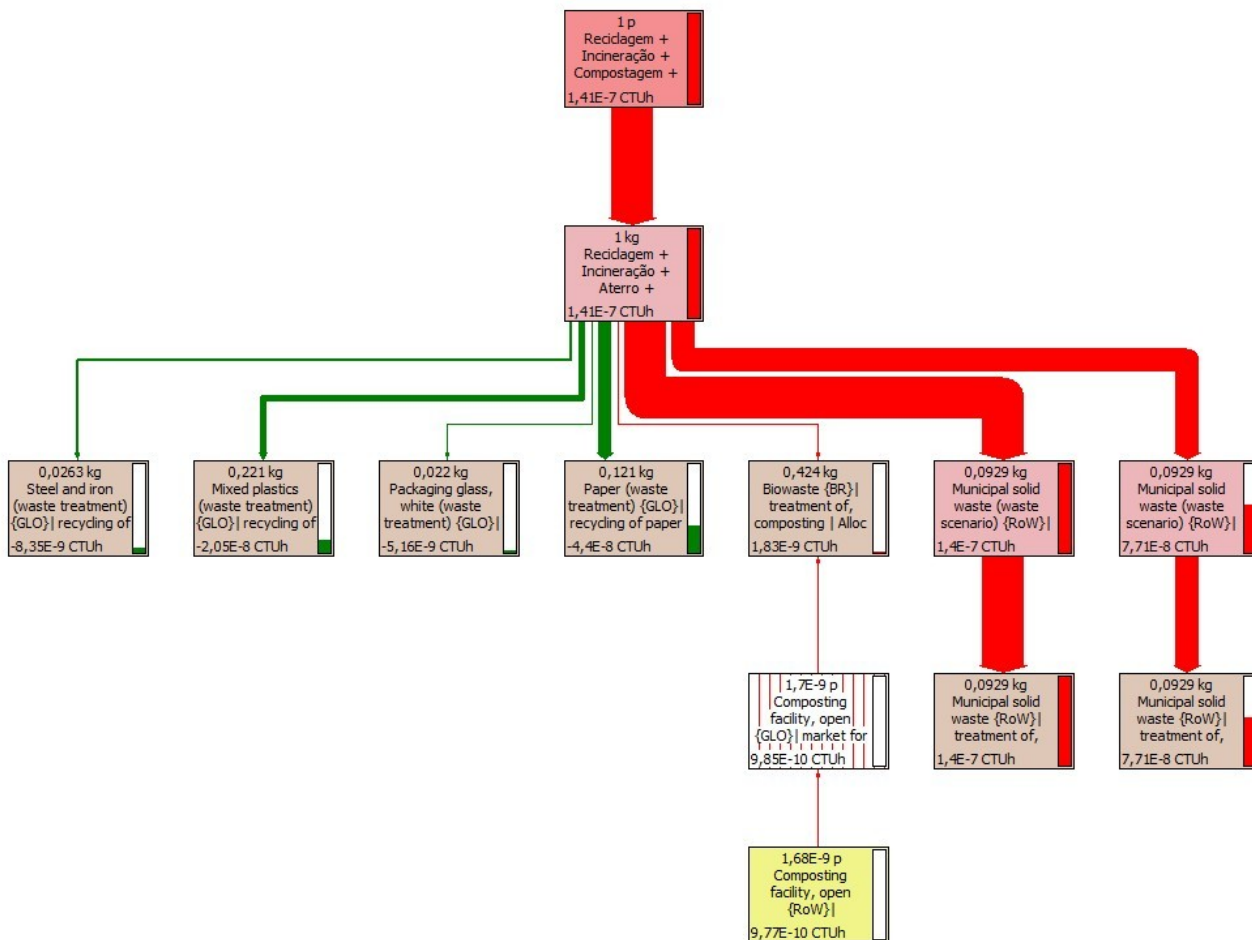 1 p
Reciclagem +
Incineração +
Compostagem +
1,41E-7 CTUh
1 kg
Reciclagem +
Incineração +
Aterro +
1,41E-7 CTUh
0,0263 kg
Steel and iron
(waste treatment)
{GLO}| recycling of
-8,35E-9 CTUh
0,221 kg
Mixed plastics
(waste treatment)
{GLO}| recycling of
-2,05E-8 CTUh
0,022 kg
Packaging glass,
white (waste
treatment) {GLO}|
-5,16E-9 CTUh
0,121 kg
Paper (waste
treatment) {GLO}|
recycling of paper
-4,4E-8 CTUh
0,424 kg
Biowaste {BR}|
treatment of,
composting | Alloc
1,83E-9 CTUh
0,0929 kg
Municipal solid
waste (waste
scenario) {RoW}|
1,4E-7 CTUh
0,0929 kg
Municipal solid
waste (waste
scenario) {RoW}|
7,71E-8 CTUh
1,7E-9 p
Composting
facility, open
{GLO}| market for
9,85E-10 CTUh
0,0929 kg
Municipal solid
waste {RoW}|
treatment of,
1,4E-7 CTUh
0,0929 kg
Municipal solid
waste {RoW}|
treatment of,
7,71E-8 CTUh
1,68E-9 p
Composting
facility, open
{RoW}|
9,77E-10 CTUh